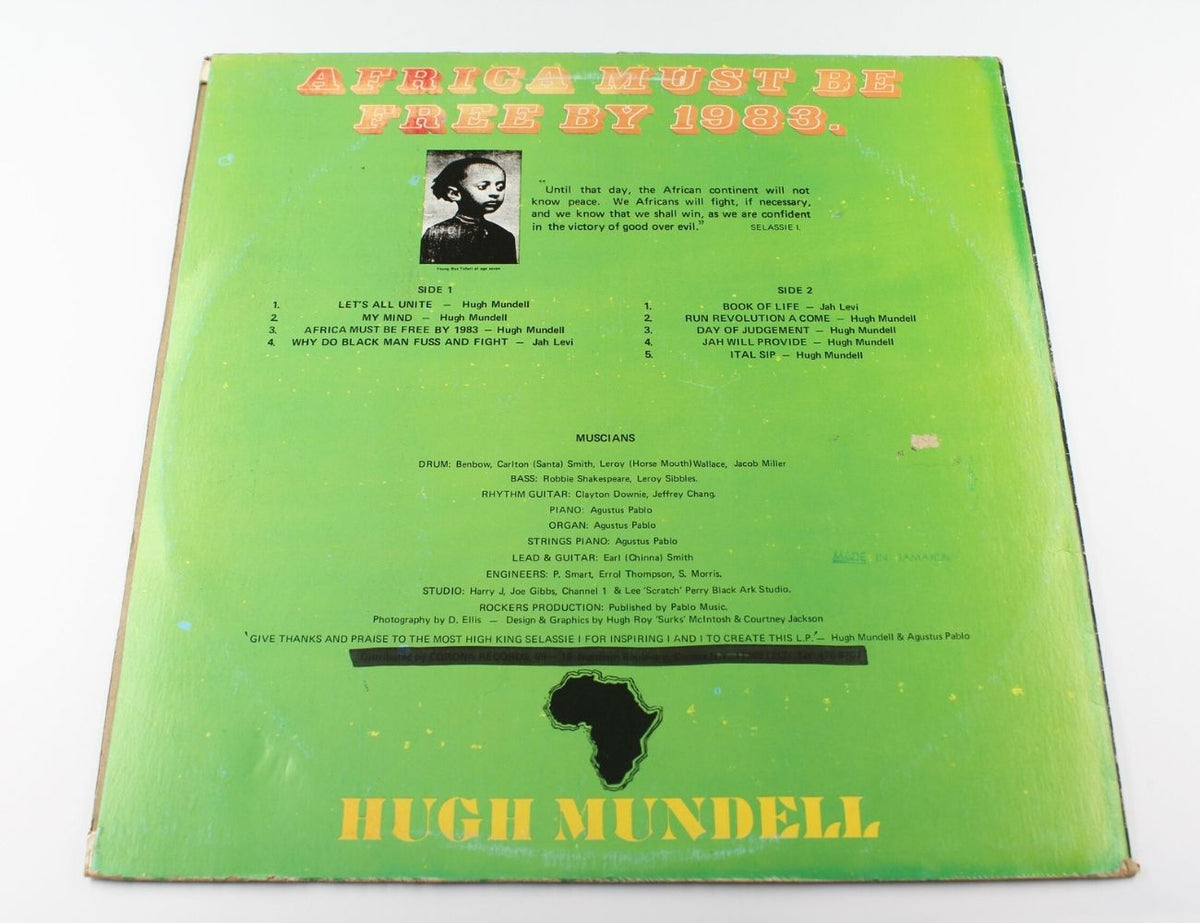 AFRICA MUST BE
FREE BY 1983.
"Until that day, the African continent will not
know peace. We Africans will fight, if necessary,
and we know that we shall win, as we are confident
in the victory of good over evil." SELASSIE I.
Young Ras Tafari at age seven
SIDE 1
1. LET'S ALL UNITE — Hugh Mundell
2. MY MIND — Hugh Mundell
3. AFRICA MUST BE FREE BY 1983 — Hugh Mundell
4. WHY DO BLACK MAN FUSS AND FIGHT — Jah Levi
SIDE 2
1. BOOK OF LIFE — Jah Levi
2. RUN REVOLUTION A COME — Hugh Mundell
3. DAY OF JUDGEMENT — Hugh Mundell
4. JAH WILL PROVIDE — Hugh Mundell
5. ITAL SIP — Hugh Mundell
MUSCIANS
DRUM: Benbow, Carlton (Santa) Smith, Leroy (Horse Mouth) Wallace, Jacob Miller
BASS: Robbie Shakespeare, Leroy Sibbles.
RHYTHM GUITAR: Clayton Downie, Jeffrey Chang.
PIANO: Agustus Pablo
ORGAN: Agustus Pablo
STRINGS PIANO: Agustus Pablo
LEAD & GUITAR: Earl (Chinna) Smith
MADE IN JAMAICA
ENGINEERS: P. Smart, Errol Thompson, S. Morris.
STUDIO: Harry J, Joe Gibbs, Channel 1 & Lee 'Scratch' Perry Black Ark Studio.
ROCKERS PRODUCTION: Published by Pablo Music.
Photography by D. Ellis — Design & Graphics by Hugh Roy 'Surks' McIntosh & Courtney Jackson
'GIVE THANKS AND PRAISE TO THE MOST HIGH KING SELASSIE I FOR INSPIRING I AND I TO CREATE THIS L.P.'— Hugh Mundell & Agustus Pablo
by CORONA RECORDS
HUGH MUNDELL